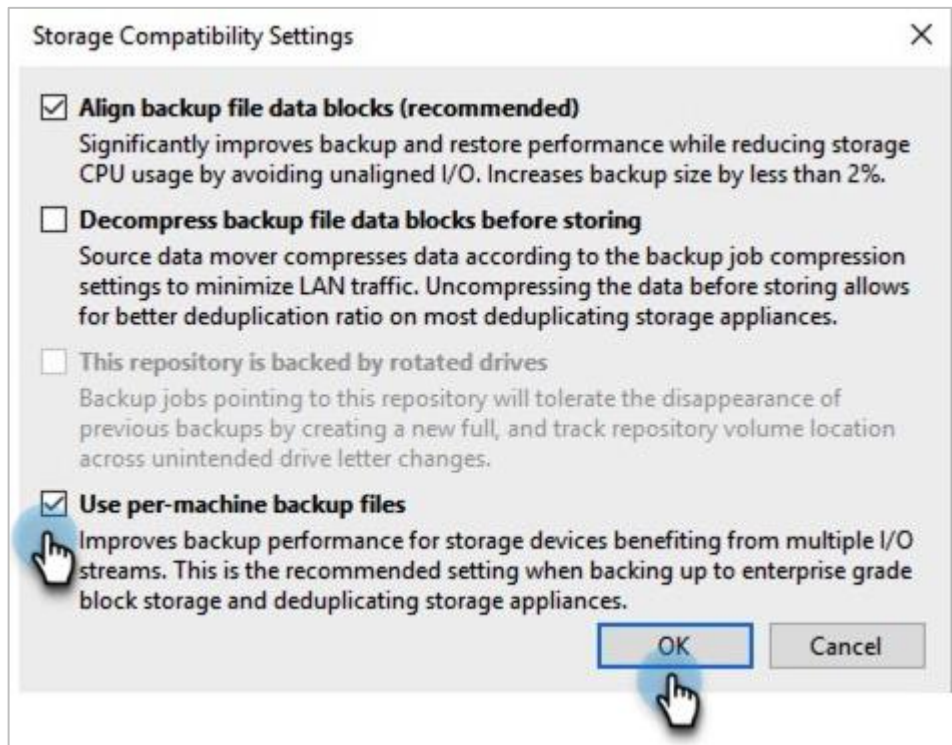 Storage Compatibility Settings
Align backup file data blocks (recommended)
Significantly improves backup and restore performance while reducing storage
CPU usage by avoiding unaligned I/O. Increases backup size by less than 2%.
Decompress backup file data blocks before storing
Source data mover compresses data according to the backup job compression
settings to minimize LAN traffic. Uncompressing the data before storing allows
for better deduplication ratio on most deduplicating storage appliances.
This repository is backed by rotated drives
Backup jobs pointing to this repository will tolerate the disappearance of
previous backups by creating a new full, and track repository volume location
across unintended drive letter changes.
Use per-machine backup files
Improves backup performance for storage devices benefiting from multiple I/O
streams. This is the recommended setting when backing up to enterprise grade
block storage and deduplicating storage appliances.
OK Cancel